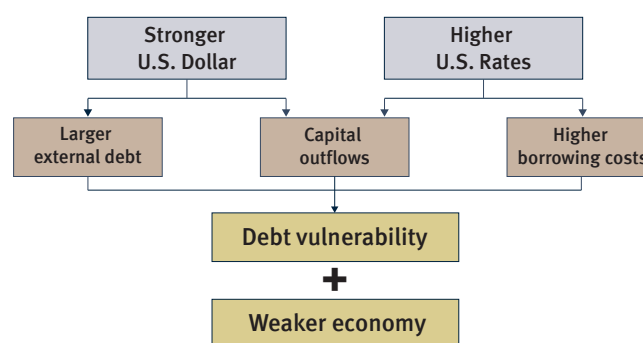 Stronger
U.S. Dollar
Higher
U.S. Rates
Larger
external debt
Capital
outflows
Higher
borrowing costs
Debt vulnerability
+
Weaker economy